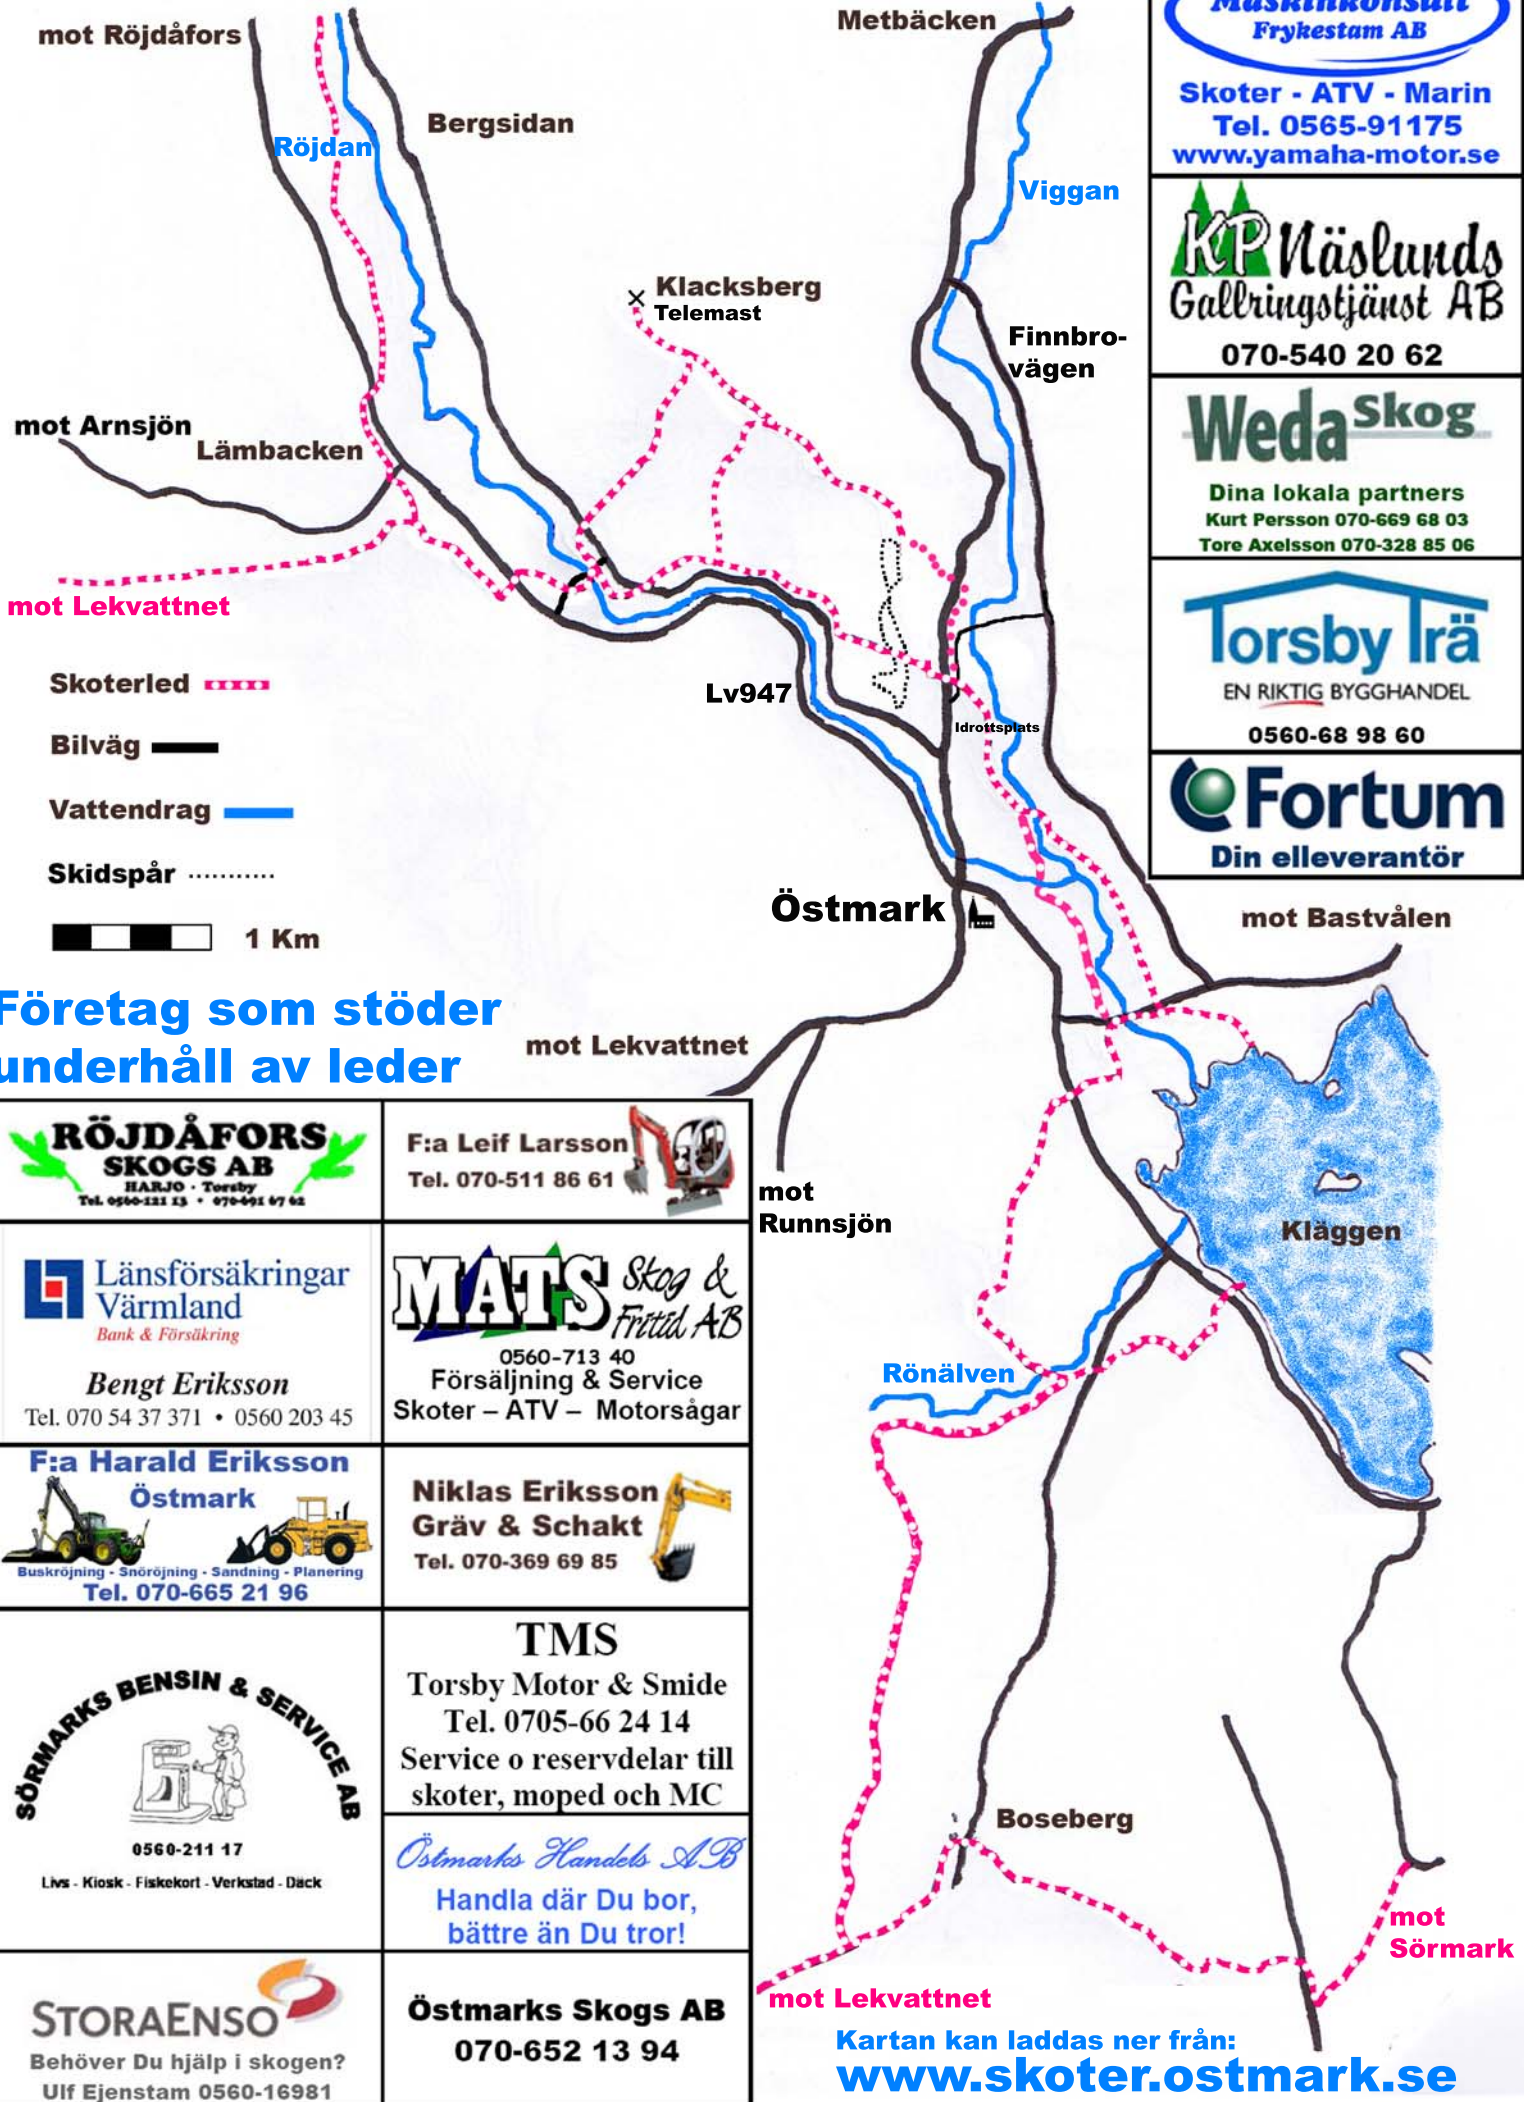 mot Röjdåfors
Metbäcken
Bergsidan
Röjdan
Viggan
Klacksberg
Telemast
Finnbro-
vägen
mot Arnsjön
Lämbacken
mot Lekvattnet
Skoterled
Bilväg
Vattendrag
Skidspår
1 Km
Lv947
Idrottsplats
Östmark
mot Bastvålen
mot Lekvattnet
mot
Runnsjön
Kläggen
Rönälven
Boseberg
mot
Sörmark
mot Lekvattnet
Kartan kan laddas ner från:
www.skoter.ostmark.se
Maskinkonsult
Frykestam AB
Skoter - ATV - Marin
Tel. 0565-91175
www.yamaha-motor.se
KP Näslunds
Gallringstjänst AB
070-540 20 62
Weda Skog
Dina lokala partners
Kurt Persson 070-669 68 03
Tore Axelsson 070-328 85 06
Torsby Trä
EN RIKTIG BYGGHANDEL
0560-68 98 60
Fortum
Din elleverantör
Företag som stöder
underhåll av leder
RÖJDÅFORS
SKOGS AB
HARJO · Torsby
Tel. 0560-121 13 • 070-691 67 62
F:a Leif Larsson
Tel. 070-511 86 61
Länsförsäkringar
Värmland
Bank & Försäkring
Bengt Eriksson
Tel. 070 54 37 371 • 0560 203 45
MATS Skog &
Fritid AB
0560-713 40
Försäljning & Service
Skoter – ATV – Motorsågar
F:a Harald Eriksson
Östmark
Buskröjning - Snöröjning - Sandning - Planering
Tel. 070-665 21 96
Niklas Eriksson
Gräv & Schakt
Tel. 070-369 69 85
SÖRMARKS BENSIN & SERVICE AB
0560-211 17
Livs - Kiosk - Fiskekort - Verkstad - Däck
TMS
Torsby Motor & Smide
Tel. 0705-66 24 14
Service o reservdelar till
skoter, moped och MC
Östmarks Handels AB
Handla där Du bor,
bättre än Du tror!
STORAENSO
Behöver Du hjälp i skogen?
Ulf Ejenstam 0560-16981
Östmarks Skogs AB
070-652 13 94